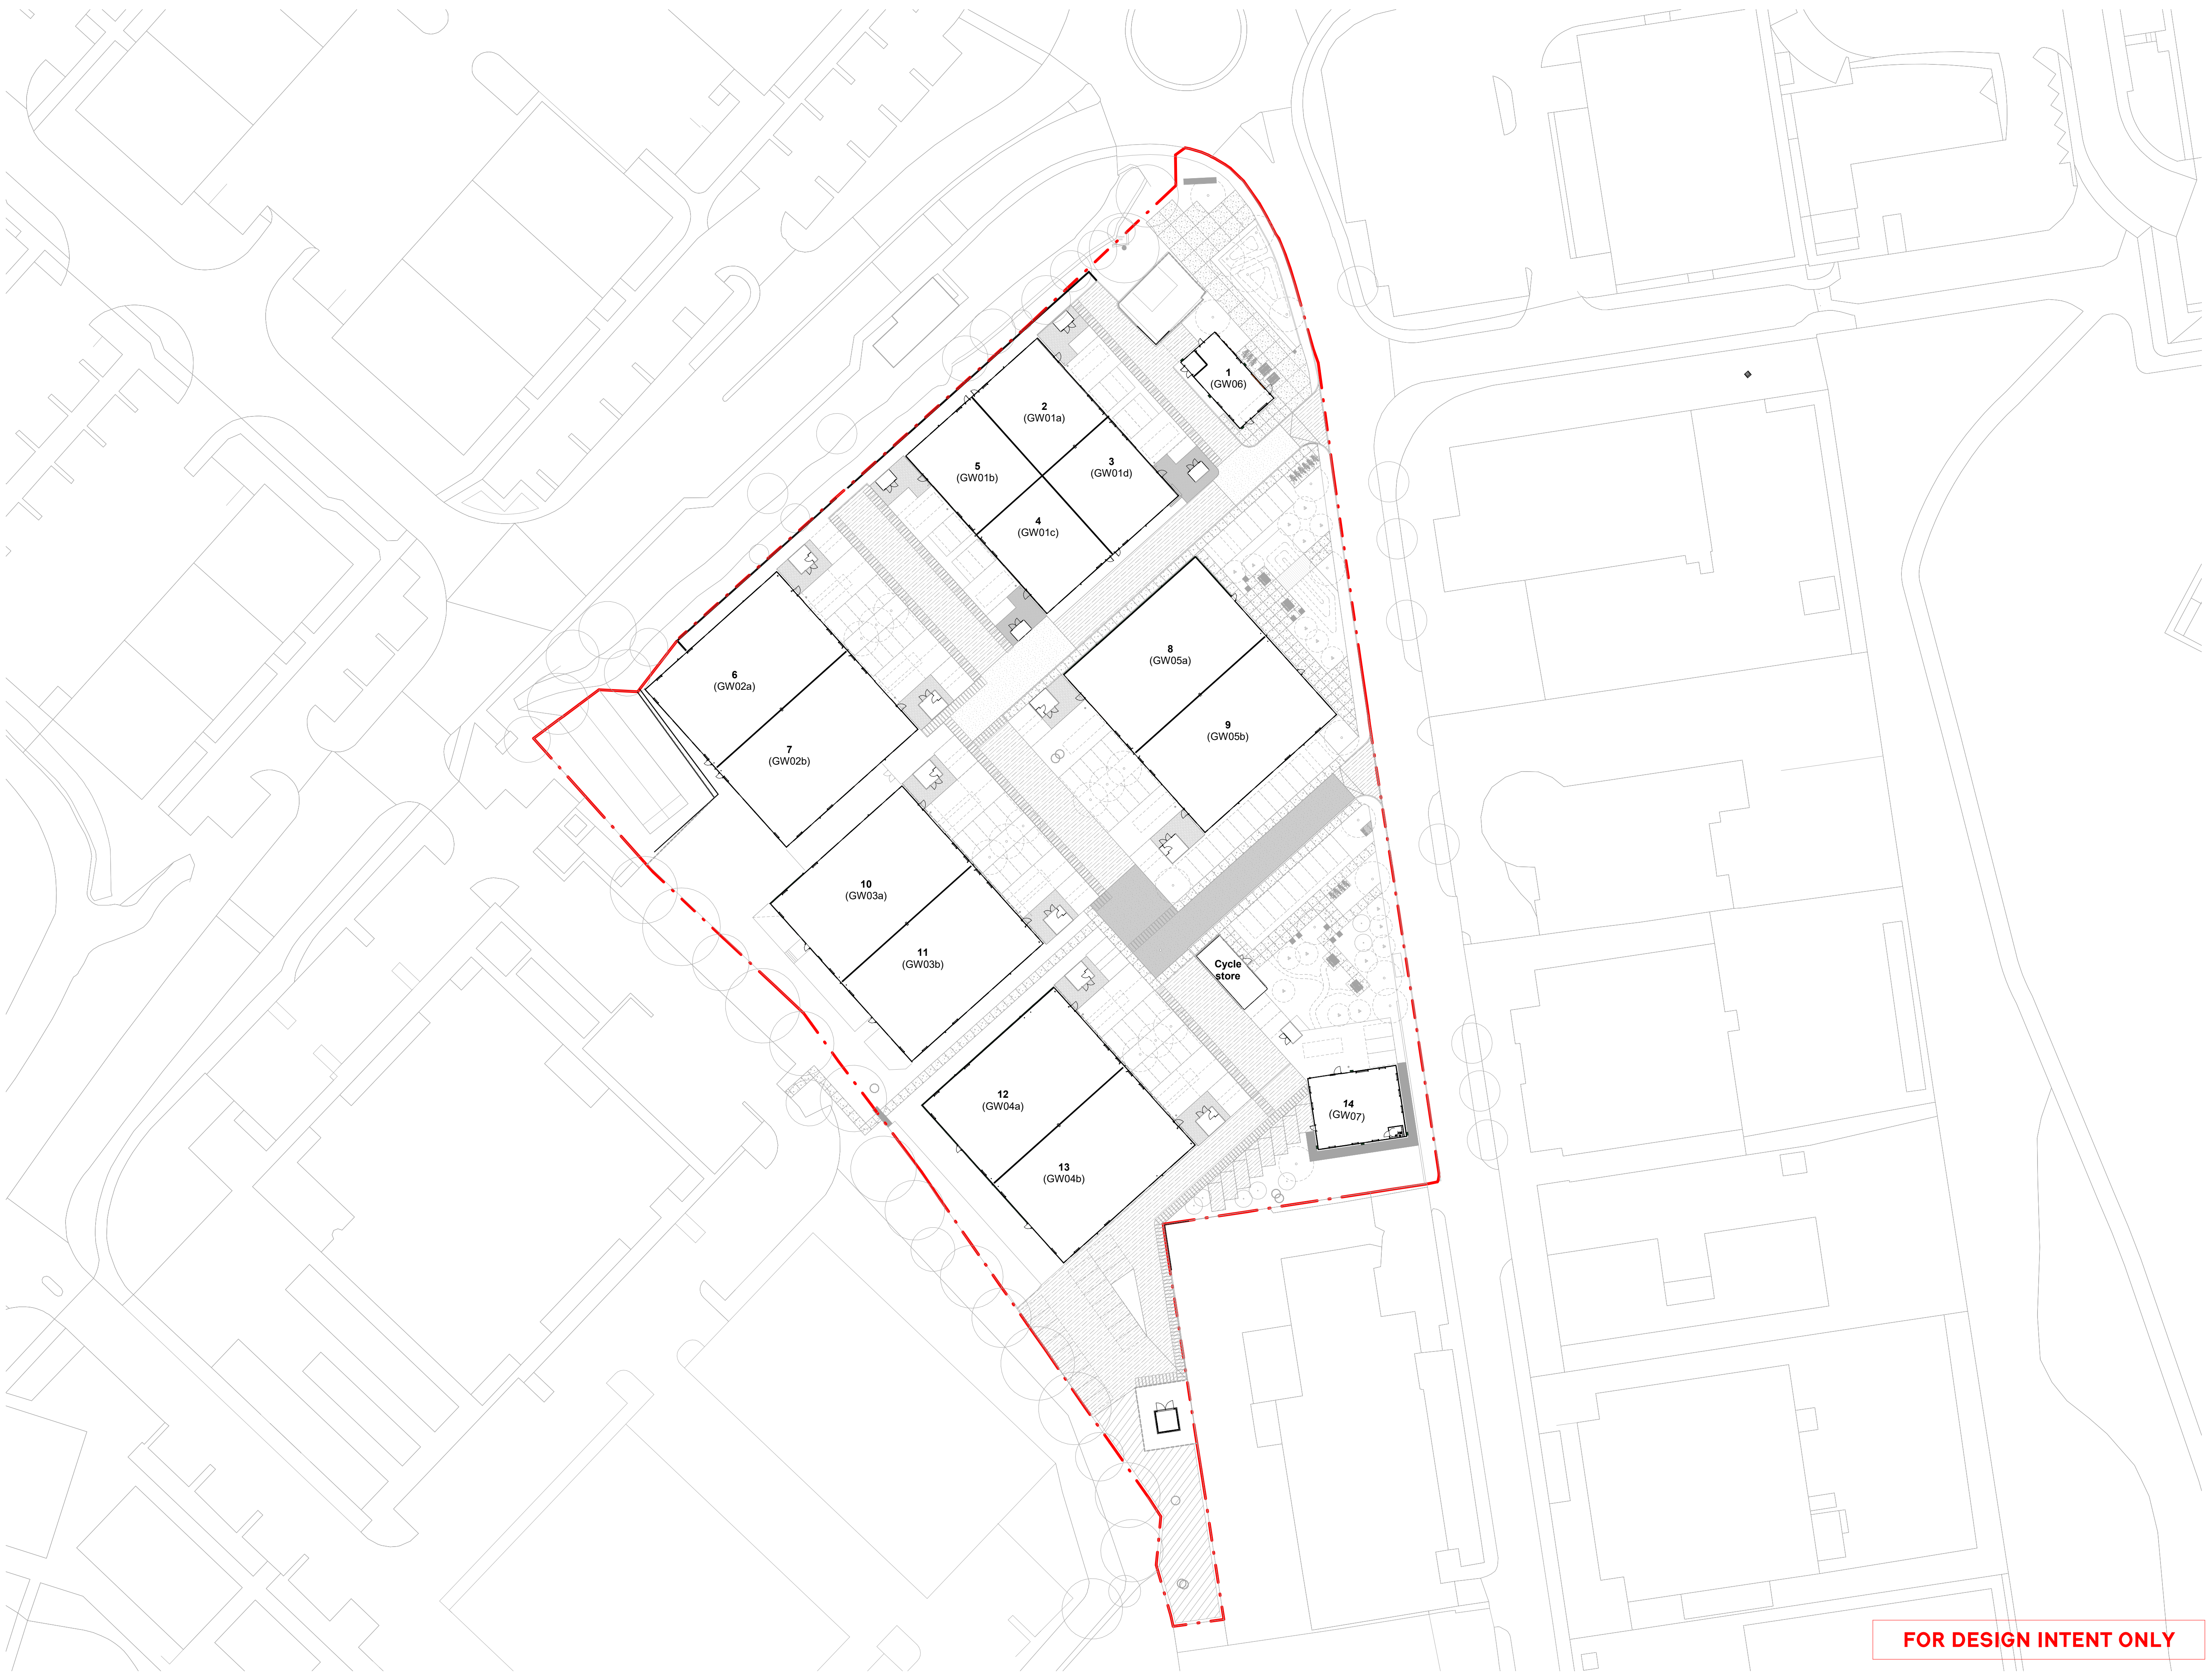 1
(GW06)
2
(GW01a)
3
(GW01d)
5
(GW01b)
4
(GW01c)
6
(GW02a)
7
(GW02b)
8
(GW05a)
9
(GW05b)
10
(GW03a)
11
(GW03b)
Cycle
store
12
(GW04a)
13
(GW04b)
14
(GW07)
FOR DESIGN INTENT ONLY